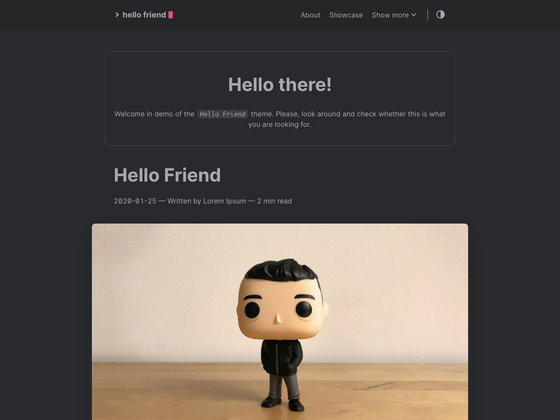 > hello friend
About Showcase Show more
Hello there!
Welcome in demo of the Hello Friend theme. Please, look around and check whether this is what
you are looking for.
Hello Friend
2020-01-25 — Written by Lorem Ipsum — 2 min read